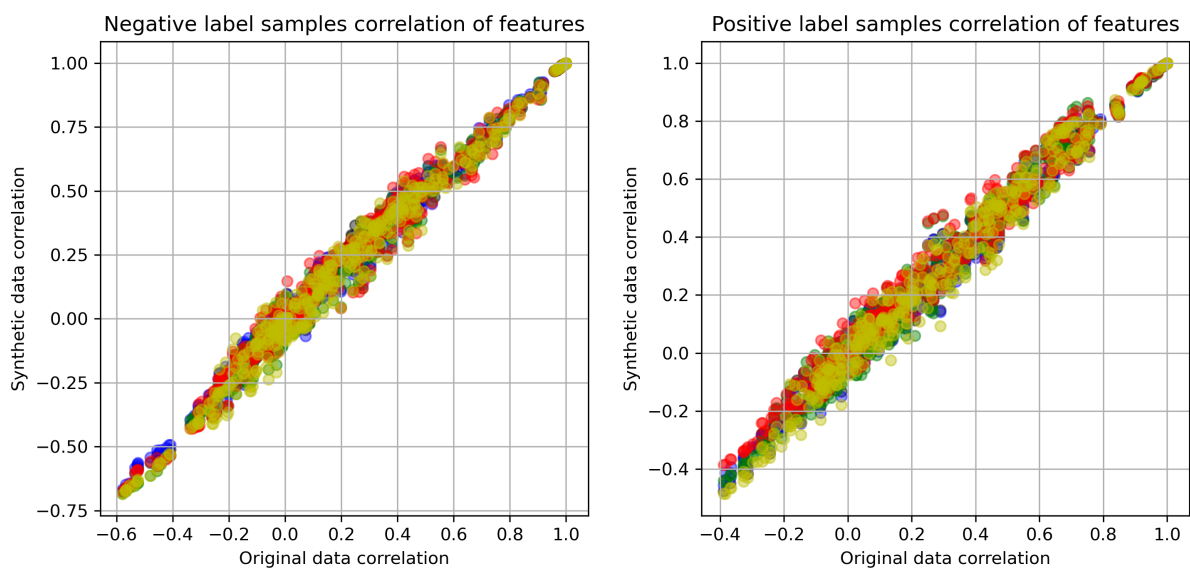 Negative label samples correlation of features
1.00
0.75
0.50
0.25
0.00
−0.25
−0.50
−0.75
Synthetic data correlation
−0.6 −0.4 −0.2 0.0 0.2 0.4 0.6 0.8 1.0
Original data correlation
Positive label samples correlation of features
1.0
0.8
0.6
0.4
0.2
0.0
−0.2
−0.4
Synthetic data correlation
−0.4 −0.2 0.0 0.2 0.4 0.6 0.8 1.0
Original data correlation